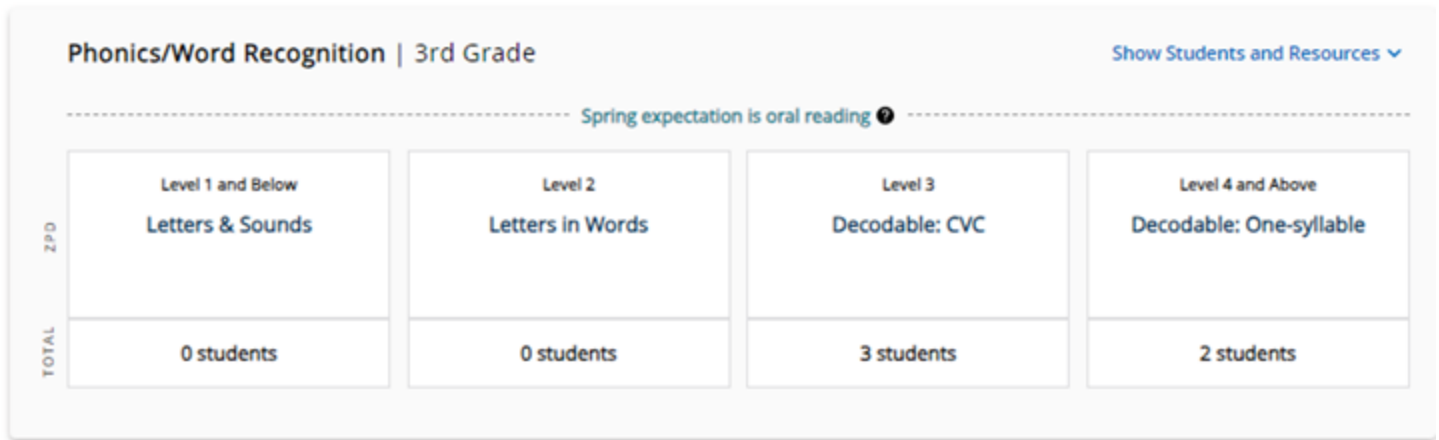 Phonics/Word Recognition | 3rd Grade
Show Students and Resources
Spring expectation is oral reading ?
ZPD
Level 1 and Below
Letters & Sounds
Level 2
Letters in Words
Level 3
Decodable: CVC
Level 4 and Above
Decodable: One-syllable
TOTAL
0 students
0 students
3 students
2 students